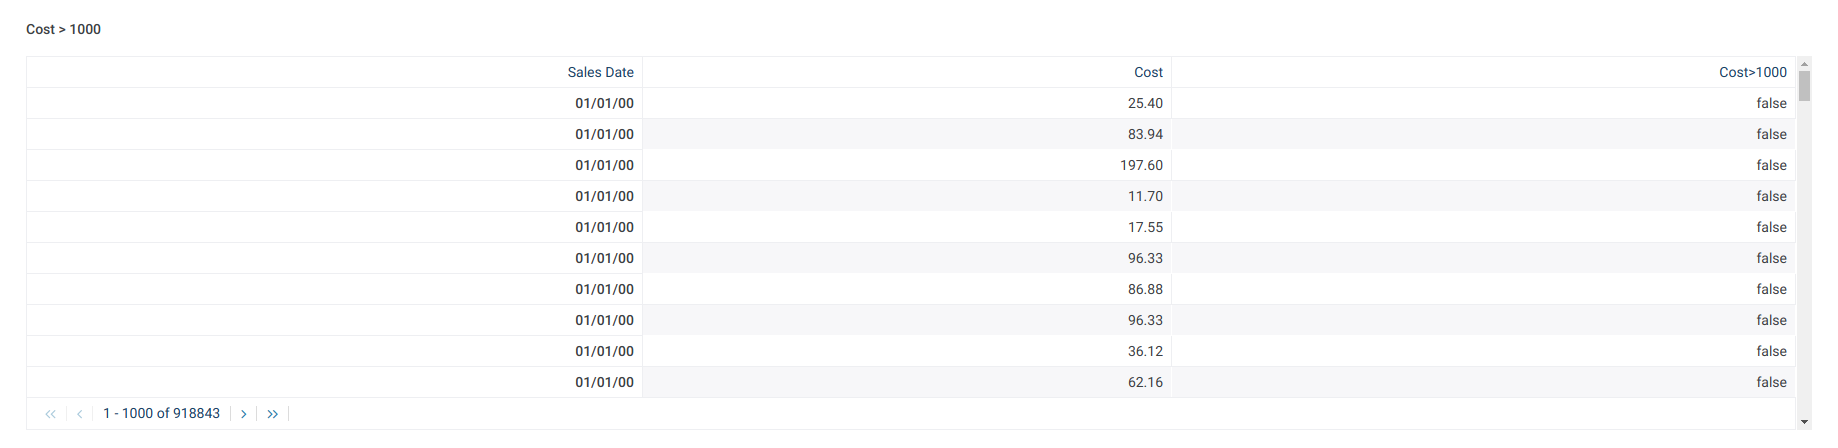 Cost > 1000
Sales Date Cost Cost>1000
01/01/00 25.40 false
01/01/00 83.94 false
01/01/00 197.60 false
01/01/00 11.70 false
01/01/00 17.55 false
01/01/00 96.33 false
01/01/00 86.88 false
01/01/00 96.33 false
01/01/00 36.12 false
01/01/00 62.16 false
1 - 1000 of 918843